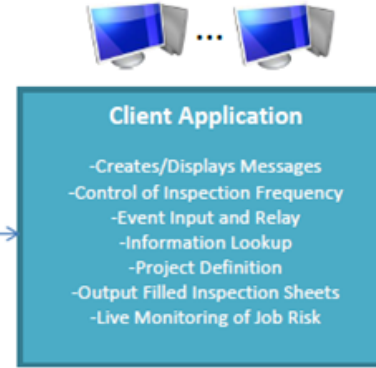 ...
Client Application
-Creates/Displays Messages
-Control of Inspection Frequency
-Event Input and Relay
-Information Lookup
-Project Definition
-Output Filled Inspection Sheets
-Live Monitoring of Job Risk